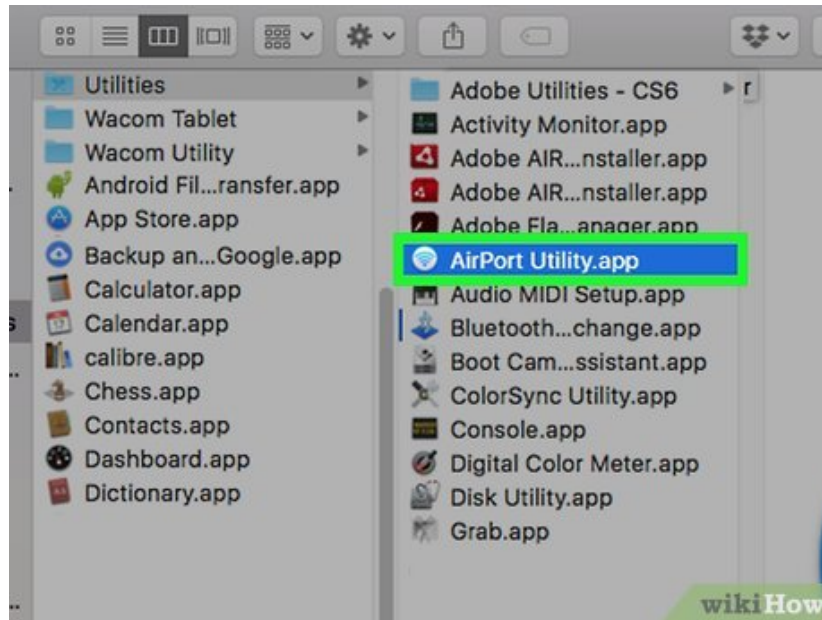 Utilities
Wacom Tablet
Wacom Utility
Android Fil...ransfer.app
App Store.app
Backup an...Google.app
Calculator.app
Calendar.app
calibre.app
Chess.app
Contacts.app
Dashboard.app
Dictionary.app
Adobe Utilities - CS6
r
Activity Monitor.app
Adobe AIR...nstaller.app
Adobe AIR...nstaller.app
Adobe Fla...anager.app
AirPort Utility.app
Audio MIDI Setup.app
Bluetooth...change.app
Boot Cam...ssistant.app
ColorSync Utility.app
Console.app
Digital Color Meter.app
Disk Utility.app
Grab.app
wikiHow